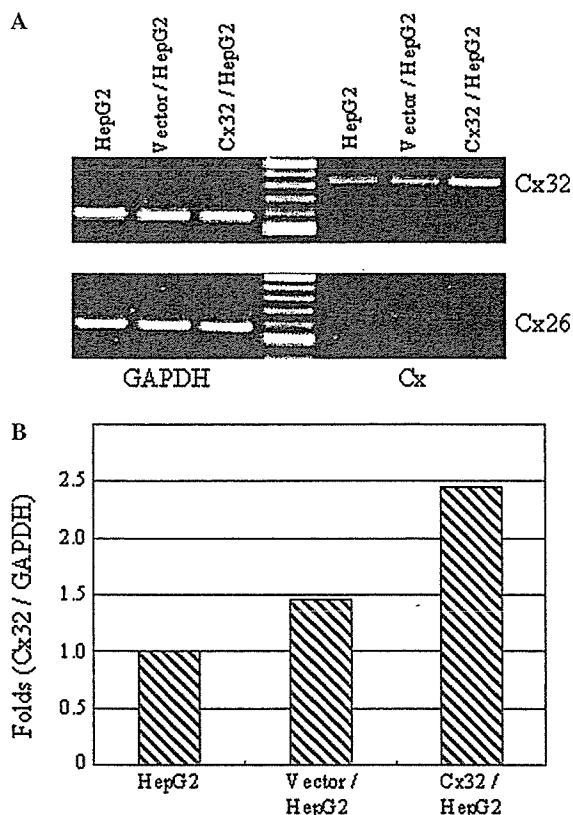 A
HepG2
Vector / HepG2
Cx32 / HepG2
HepG2
Vector / HepG2
Cx32 / HepG2
Cx32
Cx26
GAPDH
Cx
B
Folds (Cx32 / GAPDH)
2.5
2.0
1.5
1.0
0.5
0
HepG2
Vector /
HepG2
Cx32 /
HepG2